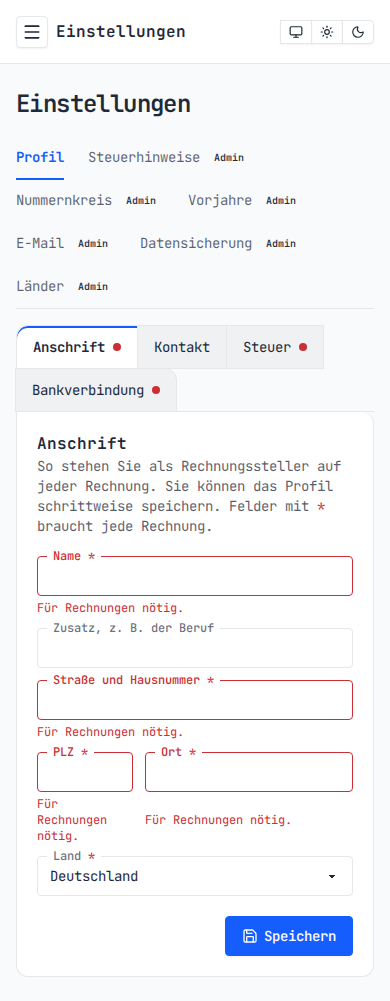 Einstellungen
Einstellungen
Profil Steuerhinweise Admin
Nummernkreis Admin Vorjahre Admin
E-Mail Admin Datensicherung Admin
Länder Admin
Anschrift Kontakt Steuer
Bankverbindung
Anschrift
So stehen Sie als Rechnungssteller auf
jeder Rechnung. Sie können das Profil
schrittweise speichern. Felder mit *
braucht jede Rechnung.
Name *
Für Rechnungen nötig.
Zusatz, z. B. der Beruf
Straße und Hausnummer *
Für Rechnungen nötig.
PLZ * Ort *
Für
Rechnungen Für Rechnungen nötig.
nötig.
Land *
Deutschland
Speichern